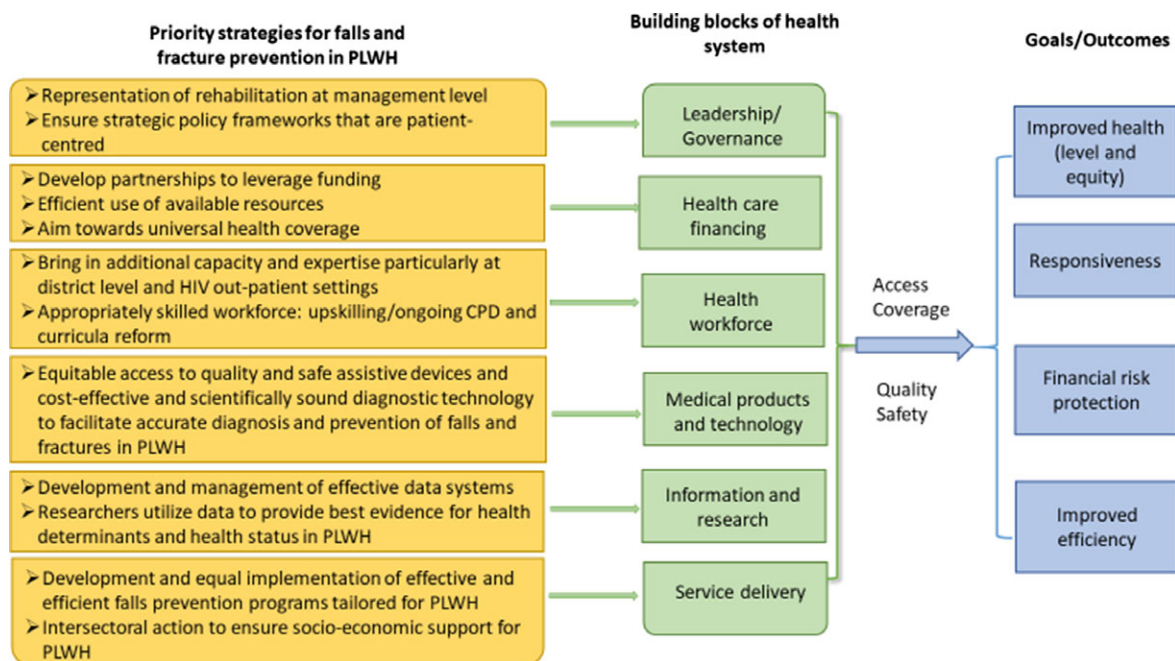 Priority strategies for falls and
fracture prevention in PLWH
➢Representation of rehabilitation at management level
➢Ensure strategic policy frameworks that are patient-
centred
➢Develop partnerships to leverage funding
➢Efficient use of available resources
➢Aim towards universal health coverage
➢Bring in additional capacity and expertise particularly at
district level and HIV out-patient settings
➢Appropriately skilled workforce: upskilling/ongoing CPD and
curricula reform
➢Equitable access to quality and safe assistive devices and
cost-effective and scientifically sound diagnostic technology
to facilitate accurate diagnosis and prevention of falls and
fractures in PLWH
➢Development and management of effective data systems
➢Researchers utilize data to provide best evidence for health
determinants and health status in PLWH
➢Development and equal implementation of effective and
efficient falls prevention programs tailored for PLWH
➢Intersectoral action to ensure socio-economic support for
PLWH
Building blocks of health
system
Leadership/
Governance
Health care
financing
Health
workforce
Medical products
and technology
Information and
research
Service delivery
Access
Coverage
Quality
Safety
Goals/Outcomes
Improved health
(level and
equity)
Responsiveness
Financial risk
protection
Improved
efficiency